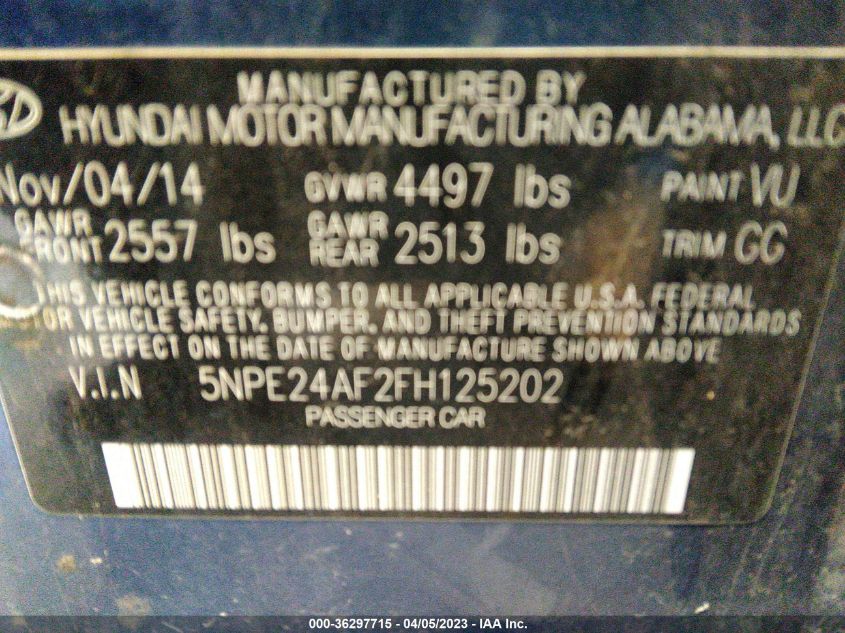 MANUFACTURED BY
HYUNDAI MOTOR MANUFACTURING ALABAMA, LLC
Nov/04/14 GVWR 4497 lbs PAINT VU
GAWR FRONT 2557 lbs GAWR REAR 2513 lbs TRIM GG
THIS VEHICLE CONFORMS TO ALL APPLICABLE U.S.A. FEDERAL
OR VEHICLE SAFETY, BUMPER, AND THEFT PREVENTION STANDARDS
IN EFFECT ON THE DATE OF MANUFACTURE SHOWN ABOVE
V.I.N 5NPE24AF2FH125202
PASSENGER CAR
000-36297715 - 04/05/2023 - IAA Inc.